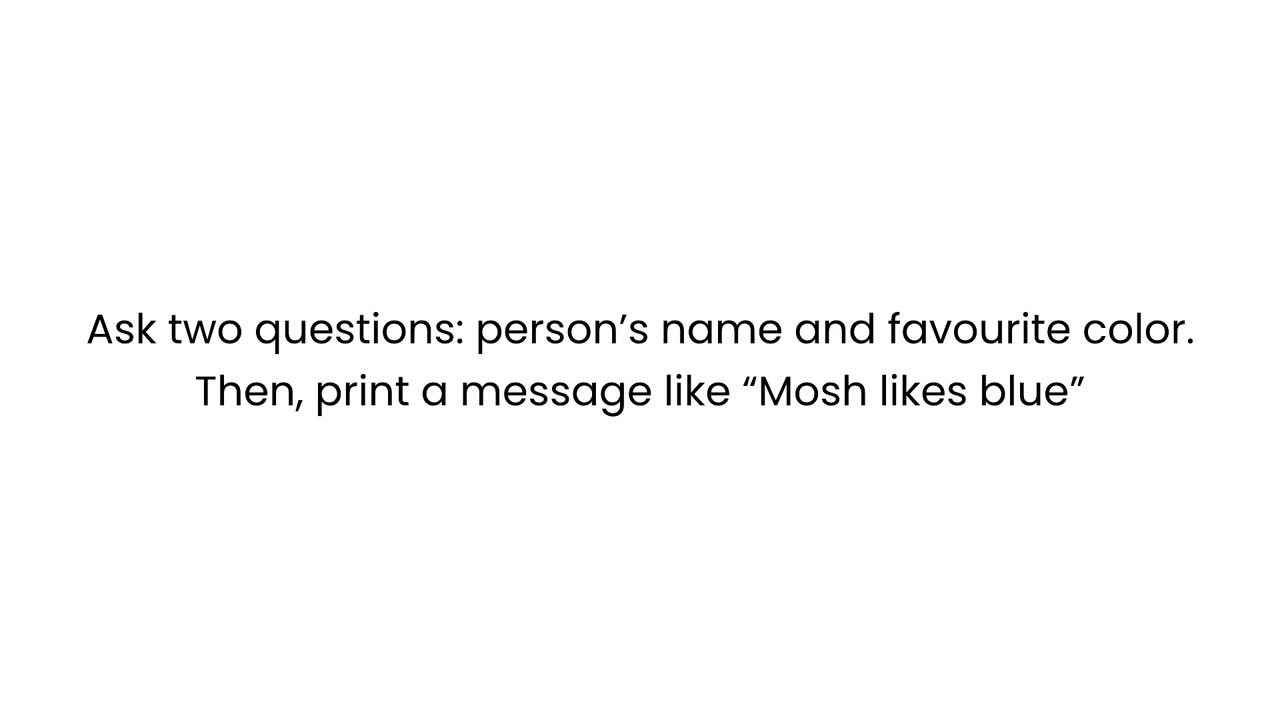 Ask two questions: person’s name and favourite color.
Then, print a message like “Mosh likes blue”